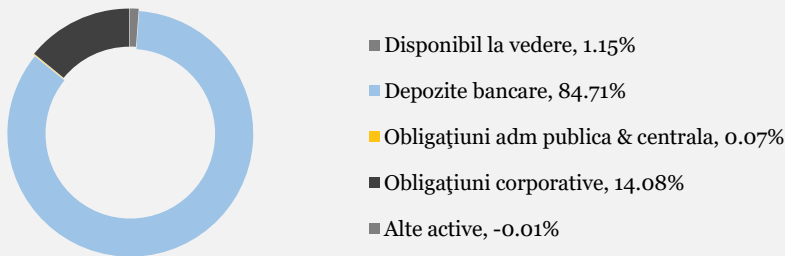 Disponibil la vedere, 1.15%
Depozite bancare, 84.71%
Obligaţiuni adm publica & centrala, 0.07%
Obligaţiuni corporative, 14.08%
Alte active, -0.01%